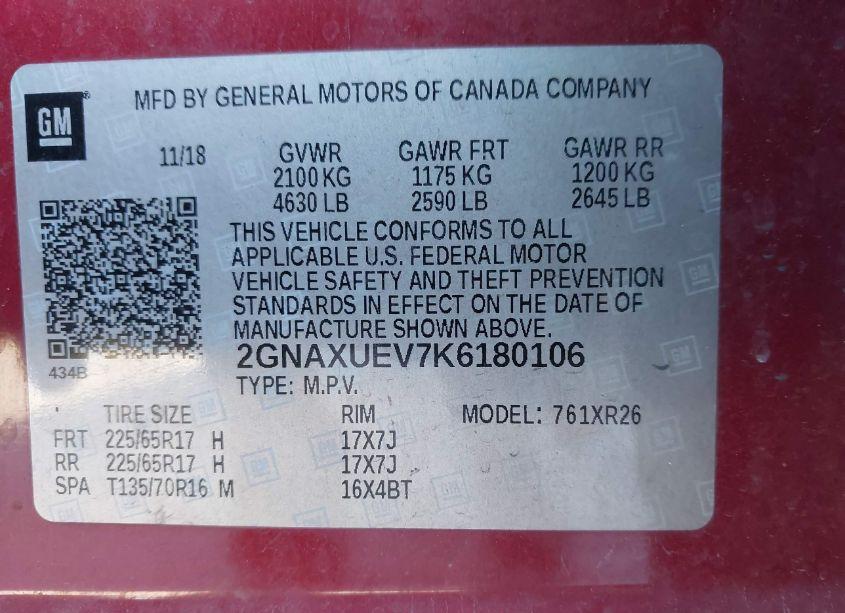 GM
MFD BY GENERAL MOTORS OF CANADA COMPANY
11/18 GVWR GAWR FRT GAWR RR
2100 KG 1175 KG 1200 KG
4630 LB 2590 LB 2645 LB
THIS VEHICLE CONFORMS TO ALL
APPLICABLE U.S. FEDERAL MOTOR
VEHICLE SAFETY AND THEFT PREVENTION
STANDARDS IN EFFECT ON THE DATE OF
MANUFACTURE SHOWN ABOVE.
2GNAXUEV7K6180106
434B
TYPE: M.P.V.
TIRE SIZE RIM MODEL: 761XR26
FRT 225/65R17 H 17X7J
RR 225/65R17 H 17X7J
SPA T135/70R16 M 16X4BT